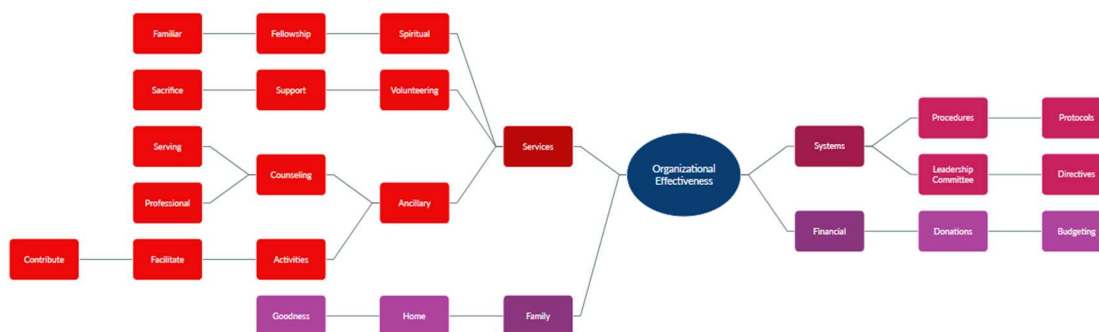 Familiar
Fellowship
Spiritual
Sacrifice
Support
Volunteering
Serving
Counseling
Professional
Services
Ancillary
Contribute
Facilitate
Activities
Goodness
Home
Family
Organizational
Effectiveness
Systems
Procedures
Protocols
Leadership
Committee
Directives
Financial
Donations
Budgeting